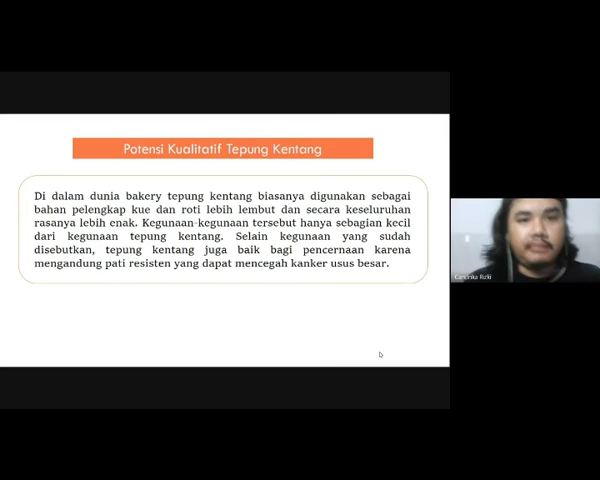 Potensi Kualitatif Tepung Kentang
Di dalam dunia bakery tepung kentang biasanya digunakan sebagai
bahan pelengkap kue dan roti lebih lembut dan secara keseluruhan
rasanya lebih enak. Kegunaan-kegunaan tersebut hanya sebagian kecil
dari kegunaan tepung kentang. Selain kegunaan yang sudah
disebutkan, tepung kentang juga baik bagi pencernaan karena
mengandung pati resisten yang dapat mencegah kanker usus besar.
Rizki